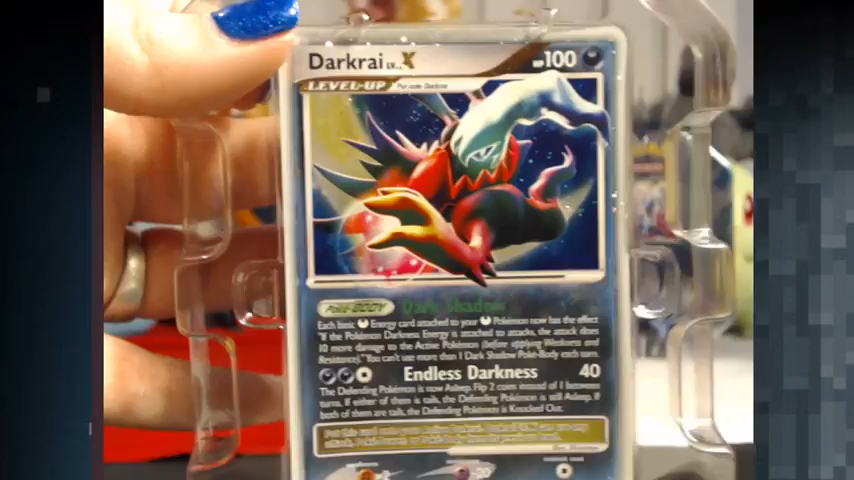 Darkrai LV.X HP100
LEVEL-UP Put onto Darkrai
Poké-BODY Dark Shadow
Each basic Energy card attached to your Pokémon now has the effect
"If the Pokémon Darkness Energy is attached to attacks, the attack does
10 more damage to the Active Pokémon (before applying Weakness and
Resistance)." You can't use more than 1 Dark Shadow Poké-Body each turn.
Endless Darkness 40
The Defending Pokémon is now Asleep. Flip 2 coins instead of 1 between
turns. If either of them is tails, the Defending Pokémon is still Asleep. If
both of them are tails, the Defending Pokémon is Knocked Out.